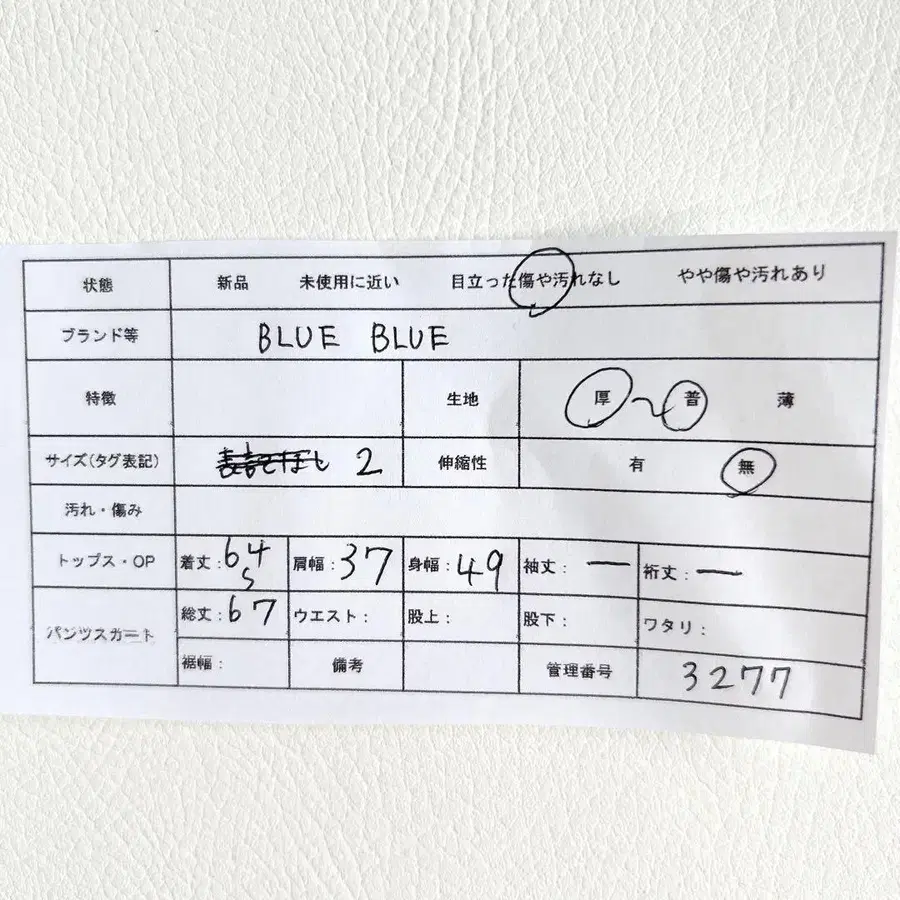 状態 新品 未使用に近い 目立った傷や汚れなし やや傷や汚れあり
ブランド等 BLUE BLUE
特徴 生地 厚～普 薄
サイズ(タグ表記) 2 伸縮性 有 無
汚れ・傷み
トップス・OP 着丈:64 肩幅:37 身幅:49 袖丈:ー 裄丈:ー
5
パンツスカート 総丈:67 ウエスト: 股上: 股下: ワタリ:
裾幅: 備考 管理番号 3277